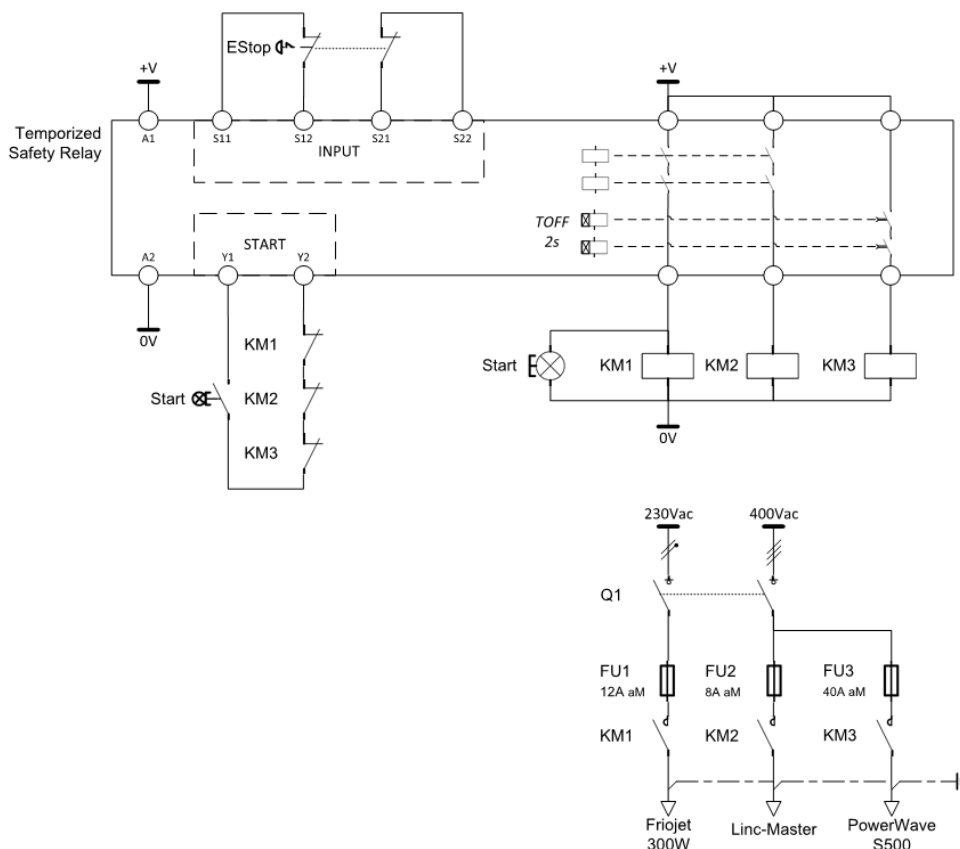 EStop
+V
+V
Temporized
Safety Relay
A1
S11
S12
S21
S22
INPUT
TOFF
2s
START
A2
Y1
Y2
0V
KM1
Start
KM2
KM3
Start
KM1
KM2
KM3
0V
230Vac
400Vac
Q1
FU1
12A aM
FU2
8A aM
FU3
40A aM
KM1
KM2
KM3
Friojet
300W
Linc-Master
PowerWave
S500